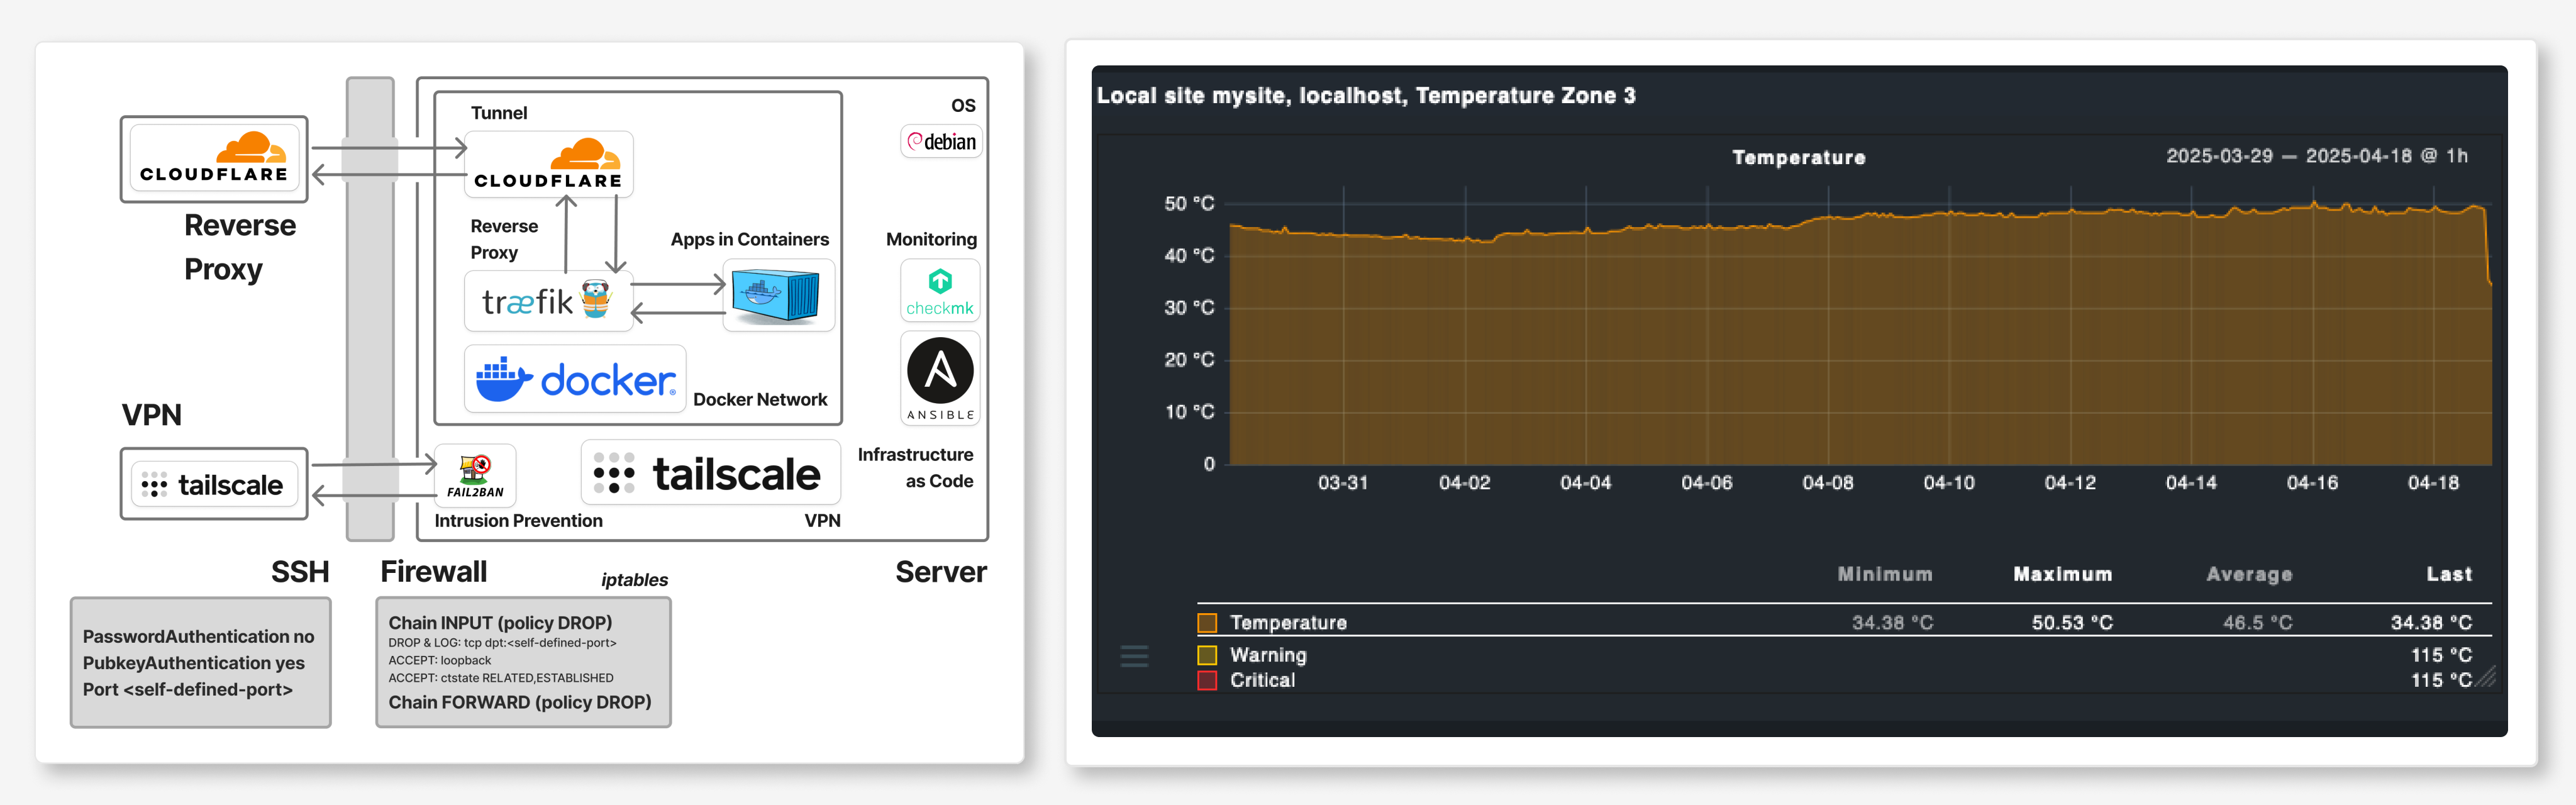 Tunnel
CLOUDFLARE
Reverse
Proxy
CLOUDFLARE
Reverse
Proxy
træfik
Apps in Containers
docker.®
Docker Network
OS
debian
Monitoring
checkmk
ANSIBLE
Infrastructure
as Code
VPN
tailscale
FAIL2BAN
Intrusion Prevention
tailscale
VPN
SSH
Firewall
iptables
Server
PasswordAuthentication no
PubkeyAuthentication yes
Port <self-defined-port>
Chain INPUT (policy DROP)
DROP & LOG: tcp dpt:<self-defined-port>
ACCEPT: loopback
ACCEPT: ctstate RELATED,ESTABLISHED
Chain FORWARD (policy DROP)
Local site mysite, localhost, Temperature Zone 3
Temperature
2025-03-29 — 2025-04-18 @ 1h
50 °C
40 °C
30 °C
20 °C
10 °C
0
03-31 04-02 04-04 04-06 04-08 04-10 04-12 04-14 04-16 04-18
Minimum Maximum Average Last
Temperature 34.38 °C 50.53 °C 46.5 °C 34.38 °C
Warning 115 °C
Critical 115 °C